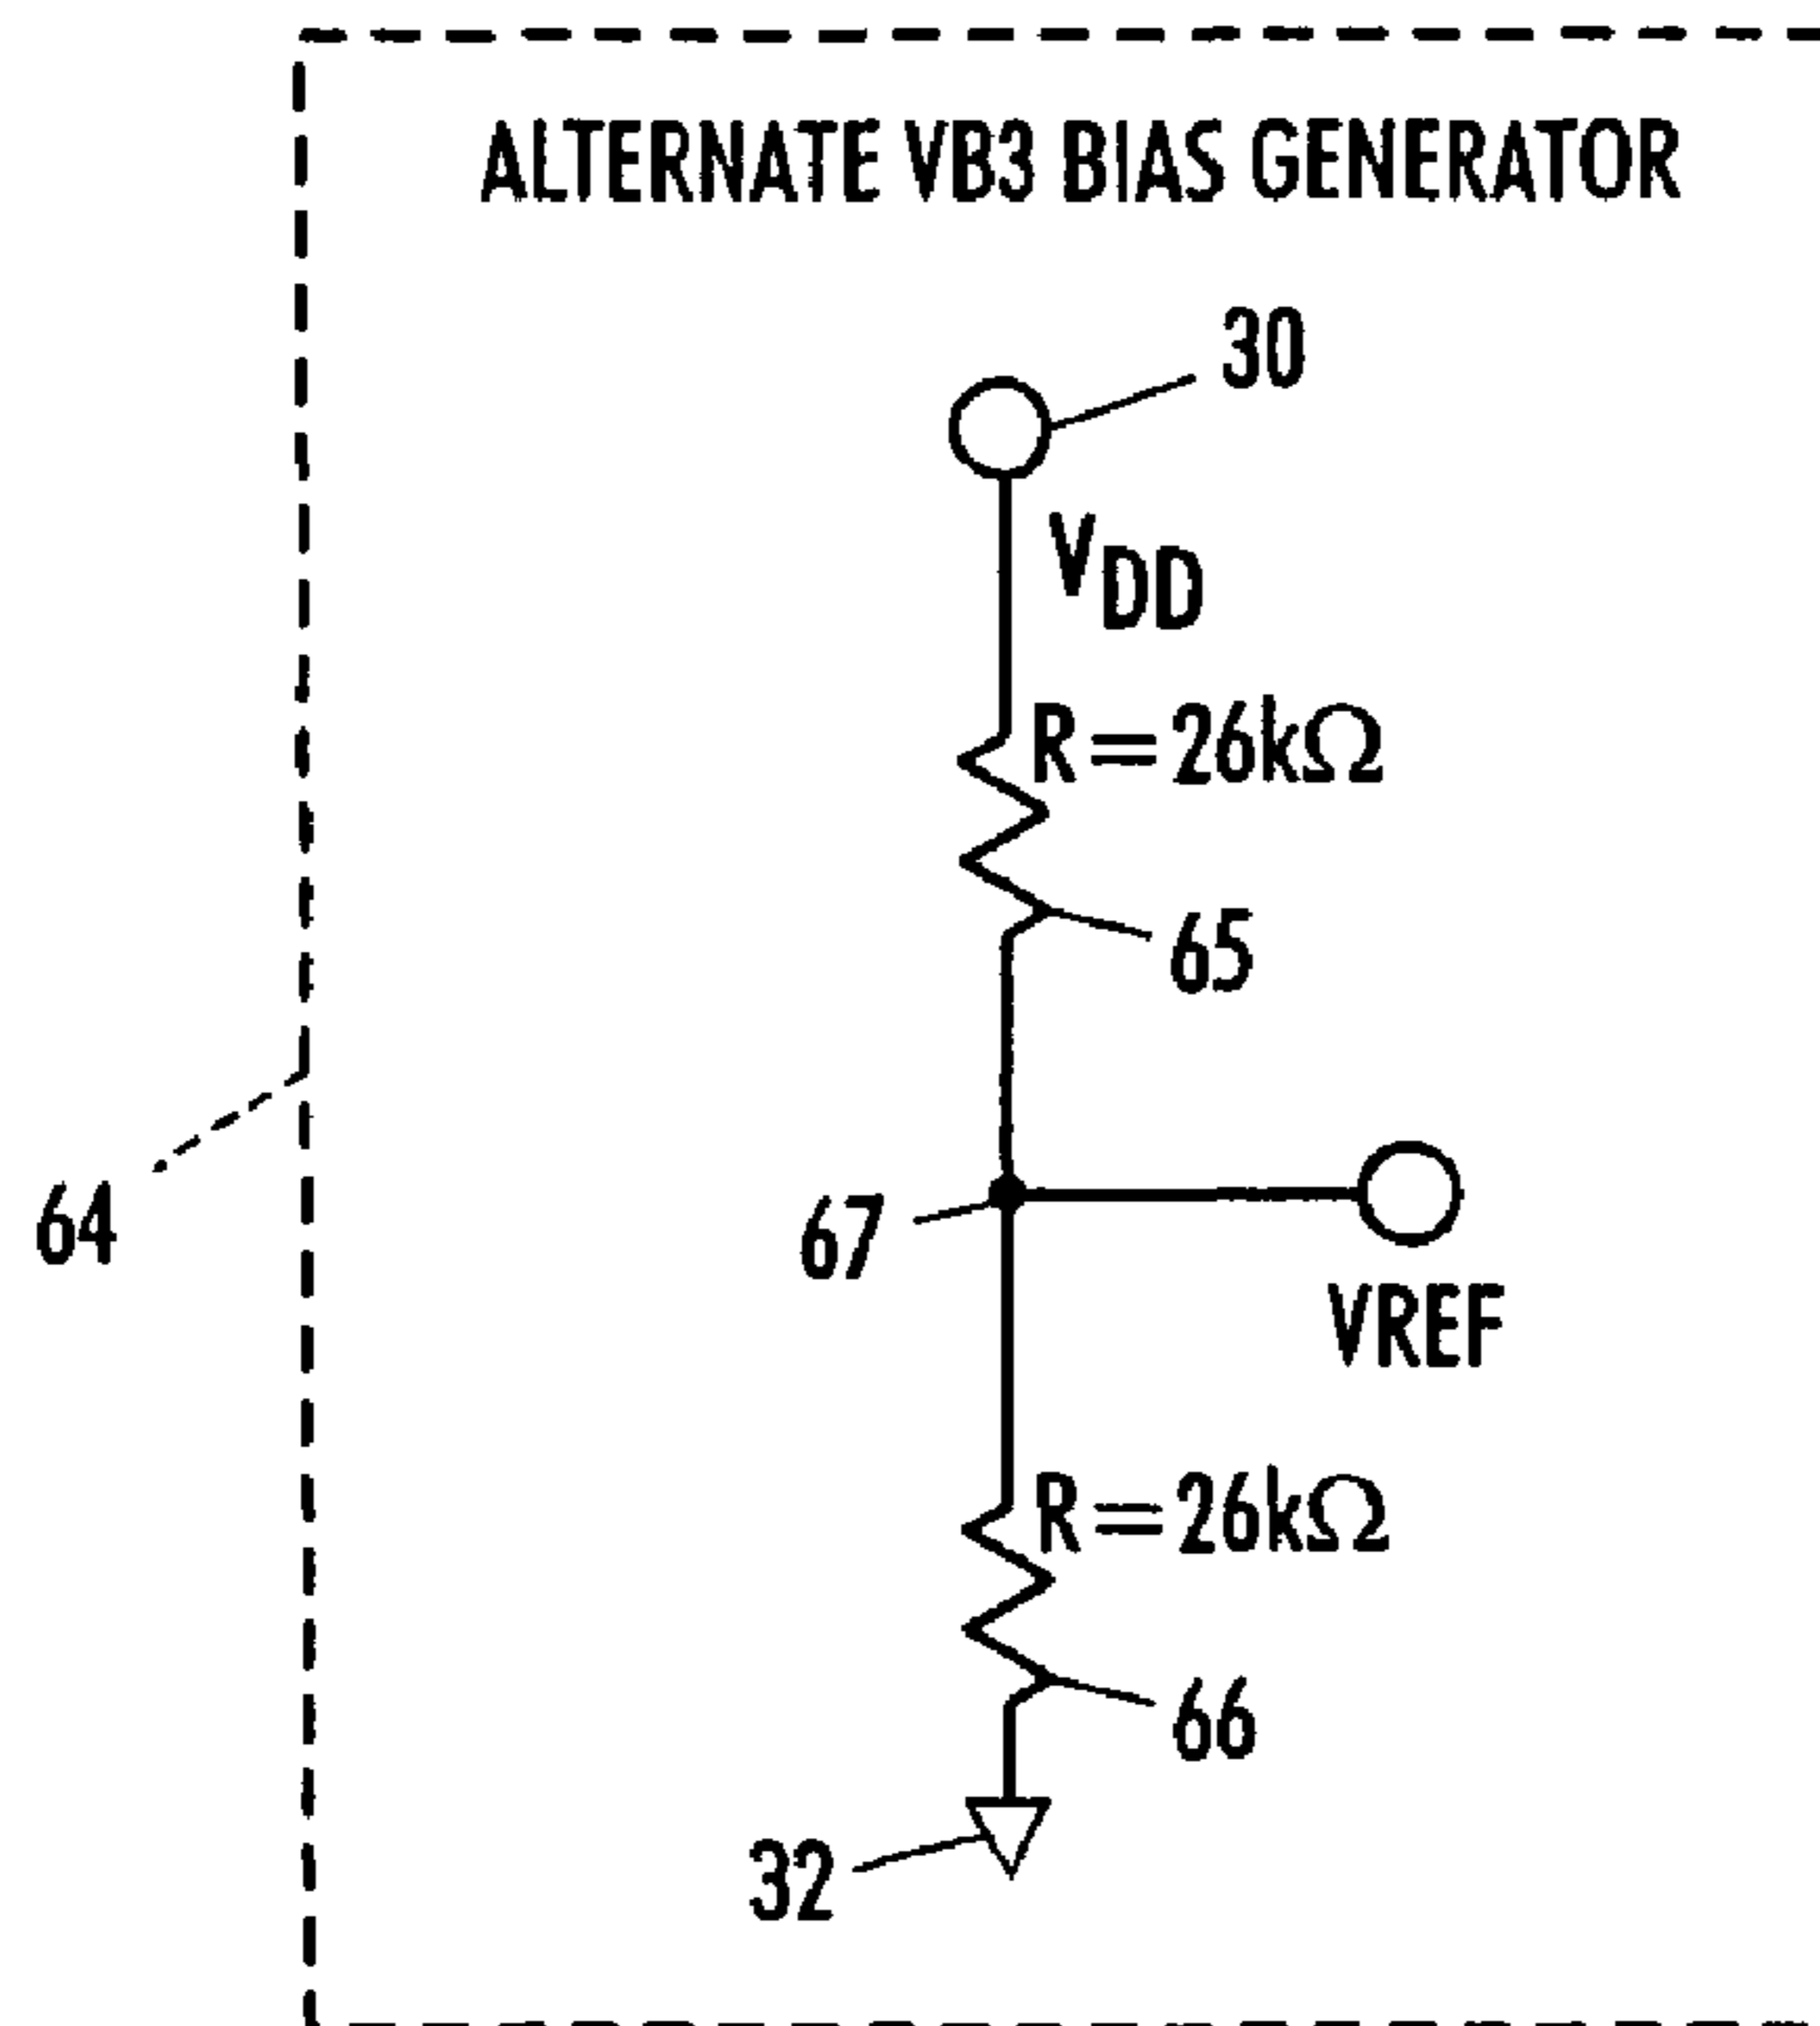 ALTERNATE VB3 BIAS GENERATOR
30
VDD
R=26kΩ
65
64
67
VREF
R=26kΩ
66
32